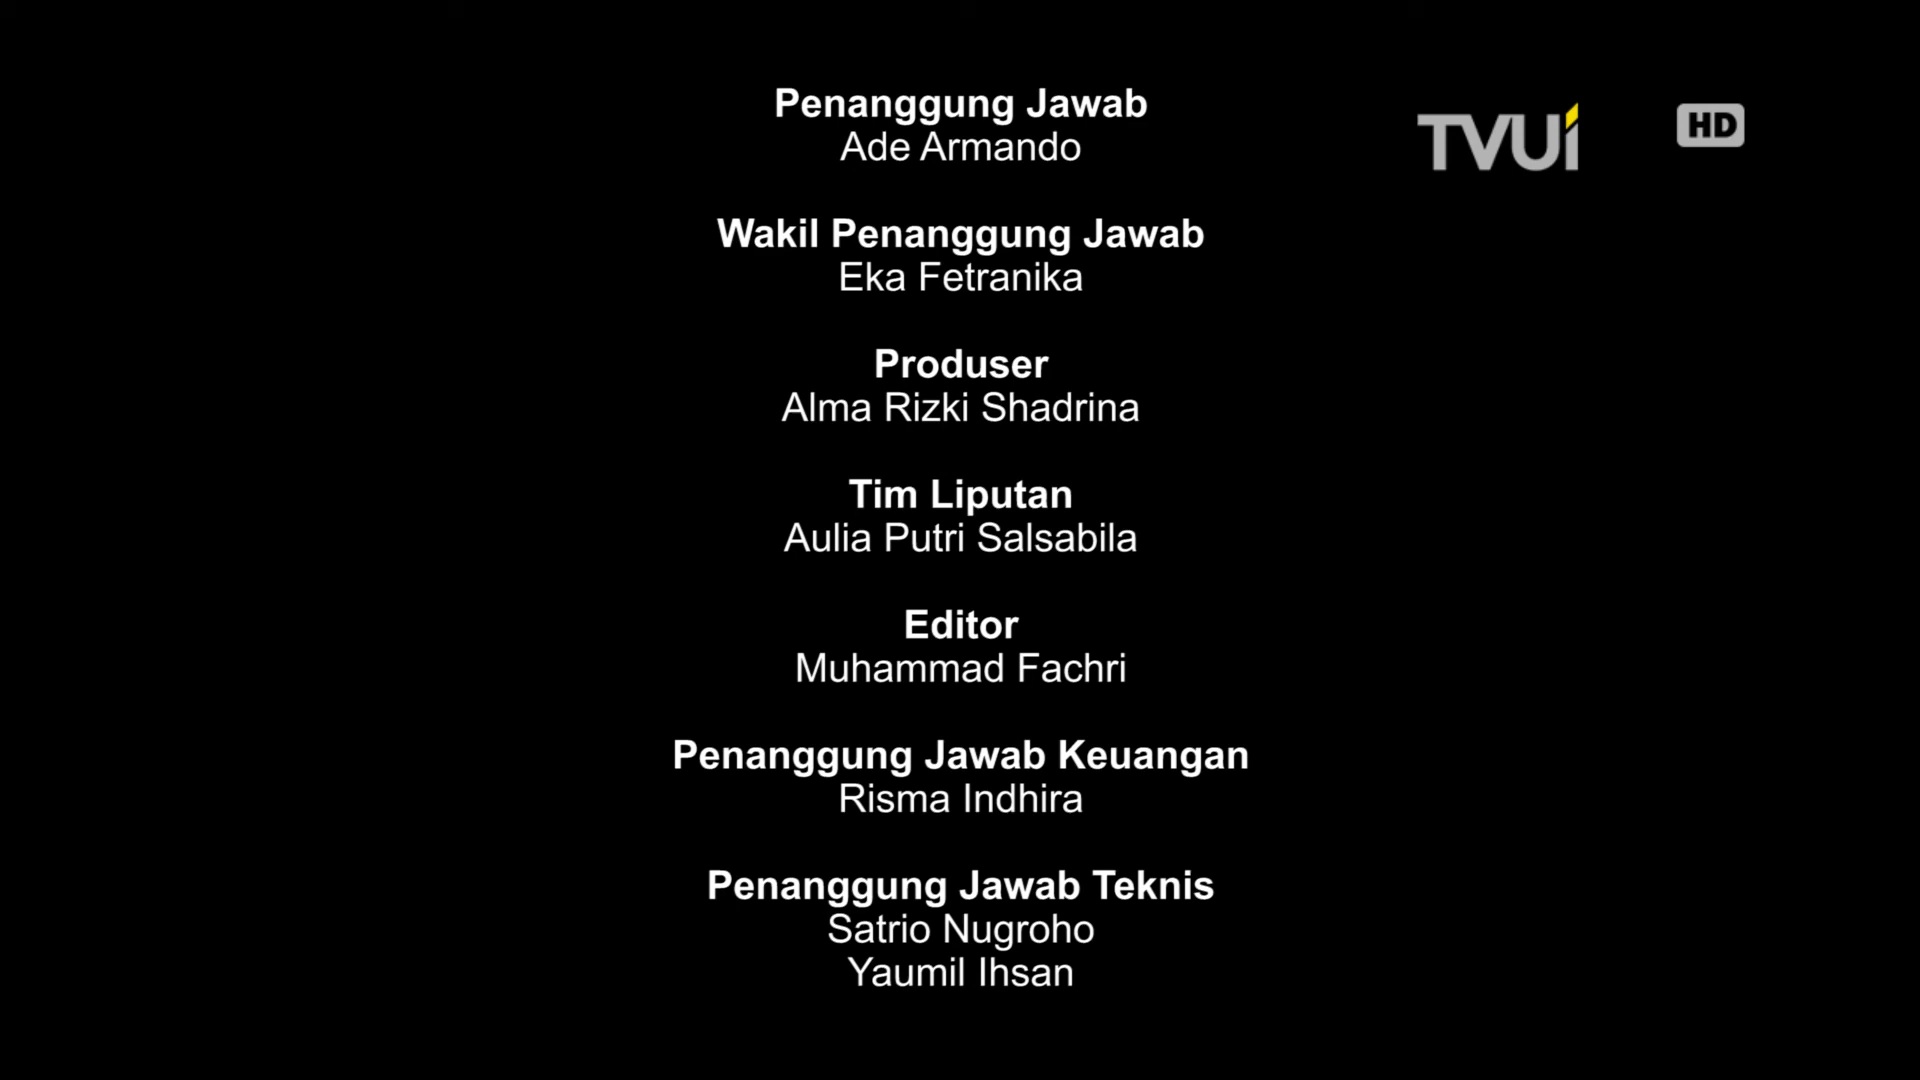 Penanggung Jawab
Ade Armando
TVUI
HD
Wakil Penanggung Jawab
Eka Fetranika
Produser
Alma Rizki Shadrina
Tim Liputan
Aulia Putri Salsabila
Editor
Muhammad Fachri
Penanggung Jawab Keuangan
Risma Indhira
Penanggung Jawab Teknis
Satrio Nugroho
Yaumil Ihsan